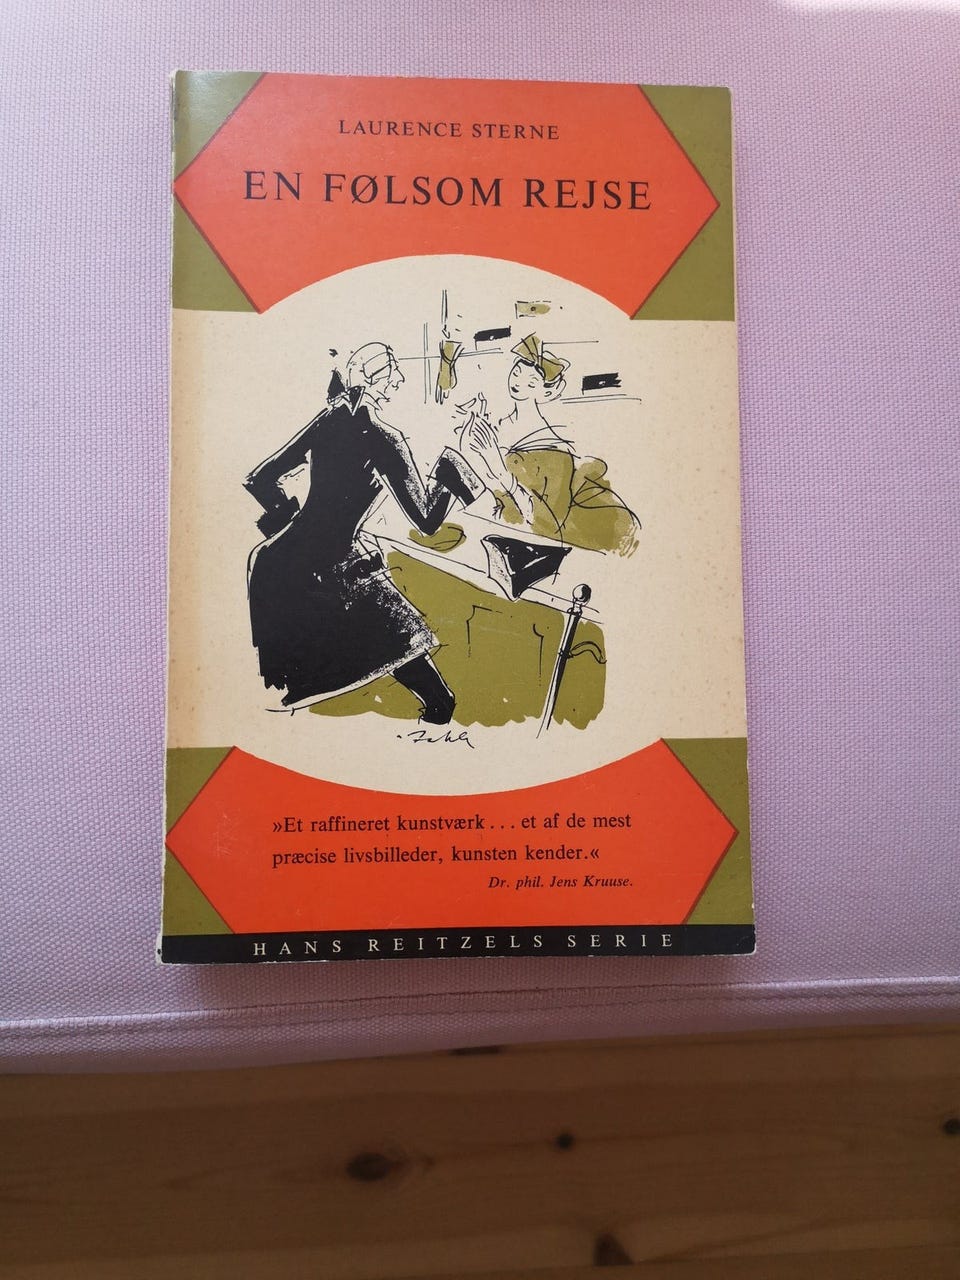 LAURENCE STERNE
EN FØLSOM REJSE
»Et raffineret kunstværk... et af de mest
præcise livsbilleder, kunsten kender.«
Dr. phil. Jens Kruuse.
HANS REITZELS SERIE